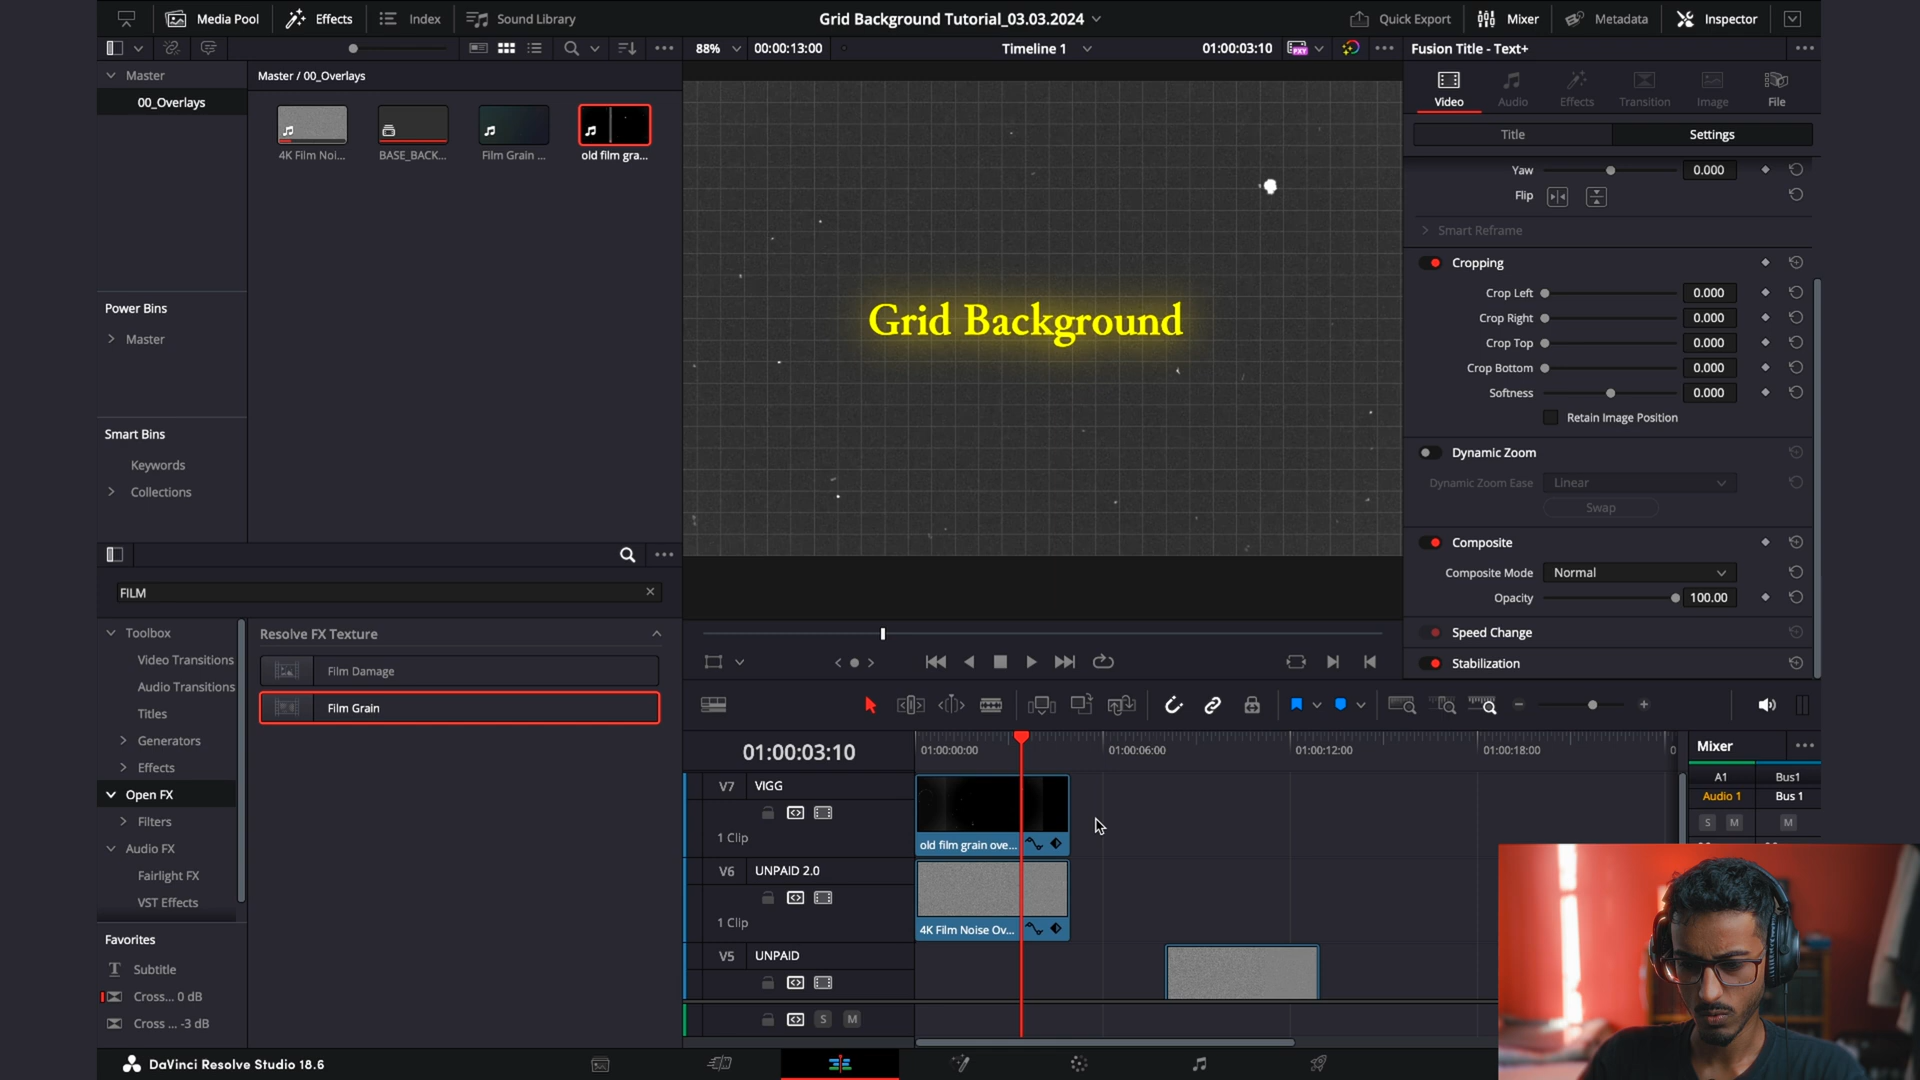 Media Pool
Effects
Index
Sound Library
Grid Background Tutorial_03.03.2024
Quick Export
Mixer
Metadata
Inspector
88%
00:00:13:00
Timeline 1
01:00:03:10
Fusion Title - Text+
Master
00_Overlays
Master / 00_Overlays
4K Film Noi...
BASE_BACK...
Film Grain ...
old film gra...
Power Bins
Master
Smart Bins
Keywords
Collections
Grid Background
Video
Audio
Effects
Transition
Image
File
Title
Settings
Yaw
0.000
Flip
Smart Reframe
Cropping
Crop Left
0.000
Crop Right
0.000
Crop Top
0.000
Crop Bottom
0.000
Softness
0.000
Retain Image Position
Dynamic Zoom
Dynamic Zoom Ease
Linear
Swap
Composite
Composite Mode
Normal
Opacity
100.00
Speed Change
Stabilization
FILM
Toolbox
Video Transitions
Audio Transitions
Titles
Generators
Effects
Open FX
Filters
Audio FX
Fairlight FX
VST Effects
Favorites
Subtitle
Cross... 0 dB
Cross ... -3 dB
Resolve FX Texture
Film Damage
Film Grain
01:00:03:10
01:00:00:00
01:00:06:00
01:00:12:00
01:00:18:00
V7
VIGG
1 Clip
old film grain ove...
V6
UNPAID 2.0
1 Clip
4K Film Noise Ov...
V5
UNPAID
S
M
Mixer
A1
Bus1
Audio 1
Bus 1
S
M
M
DaVinci Resolve Studio 18.6